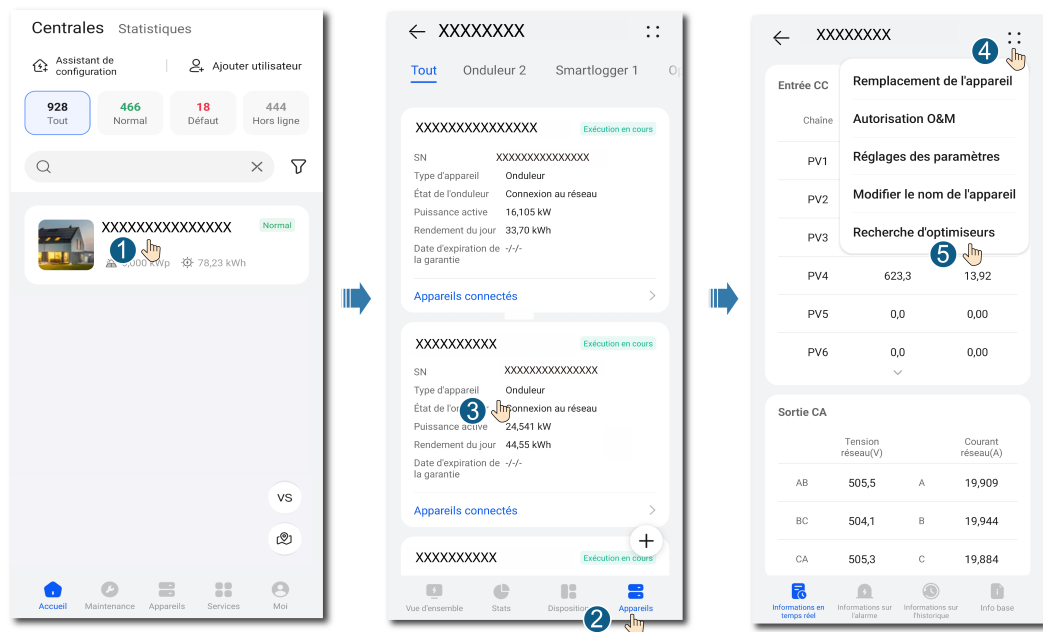 Centrales Statistiques
Assistant de
configuration
Ajouter utilisateur
928 466 18 444
Tout Normal Défaut Hors ligne
XXXXXXXXXXXXXXX Normal
1
,000 kWp 78,23 kWh
VS
Accueil Maintenance Appareils Services Moi
XXXXXXXX
Tout Onduleur 2 Smartlogger 1
XXXXXXXXXXXXXXX Exécution en cours
SN XXXXXXXXXXXXXXX
Type d'appareil Onduleur
État de l'onduleur Connexion au réseau
Puissance active 16,105 kW
Rendement du jour 33,70 kWh
Date d'expiration de -/-/-
la garantie
Appareils connectés
XXXXXXXXXX Exécution en cours
SN XXXXXXXXXXXXXXX
Type d'appareil Onduleur
État de 3 Connexion au réseau
Puissance active 24,541 kW
Rendement du jour 44,55 kWh
Date d'expiration de -/-/-
la garantie
Appareils connectés
XXXXXXXXXX Exécution en cours
Vue d'ensemble Stats Disposition Appareils
2
XXXXXXXX
4
Entrée CC
Chaîne
Remplacement de l'appareil
Autorisation O&M
Réglages des paramètres
Modifier le nom de l'appareil
Recherche d'optimiseurs
5
PV1
PV2
PV3
PV4 623,3 13,92
PV5 0,0 0,00
PV6 0,0 0,00
Sortie CA
Tension Courant
réseau(V) réseau(A)
AB 505,5 A 19,909
BC 504,1 B 19,944
CA 505,3 C 19,884
Informations en Informations sur Informations sur Info base
temps réel l'alarme l'historique